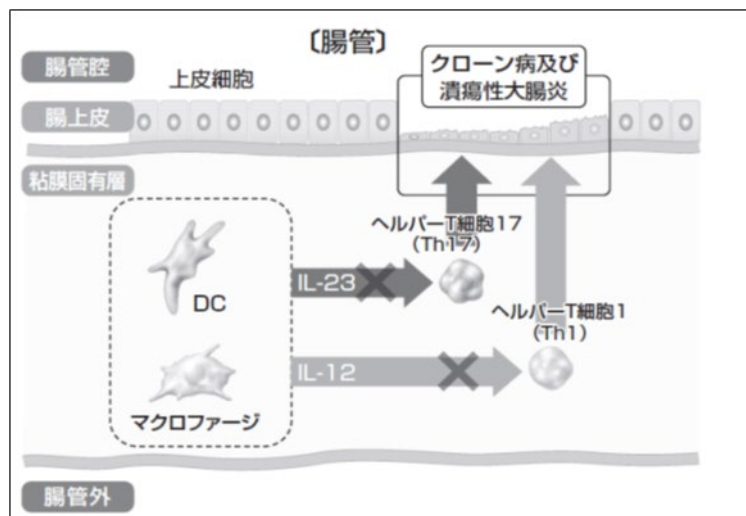 〔腸管〕
腸管腔
上皮細胞
クローン病及び
潰瘍性大腸炎
腸上皮
粘膜固有層
ヘルパーT細胞17
(Th17)
IL-23
DC
ヘルパーT細胞1
(Th1)
IL-12
マクロファージ
腸管外